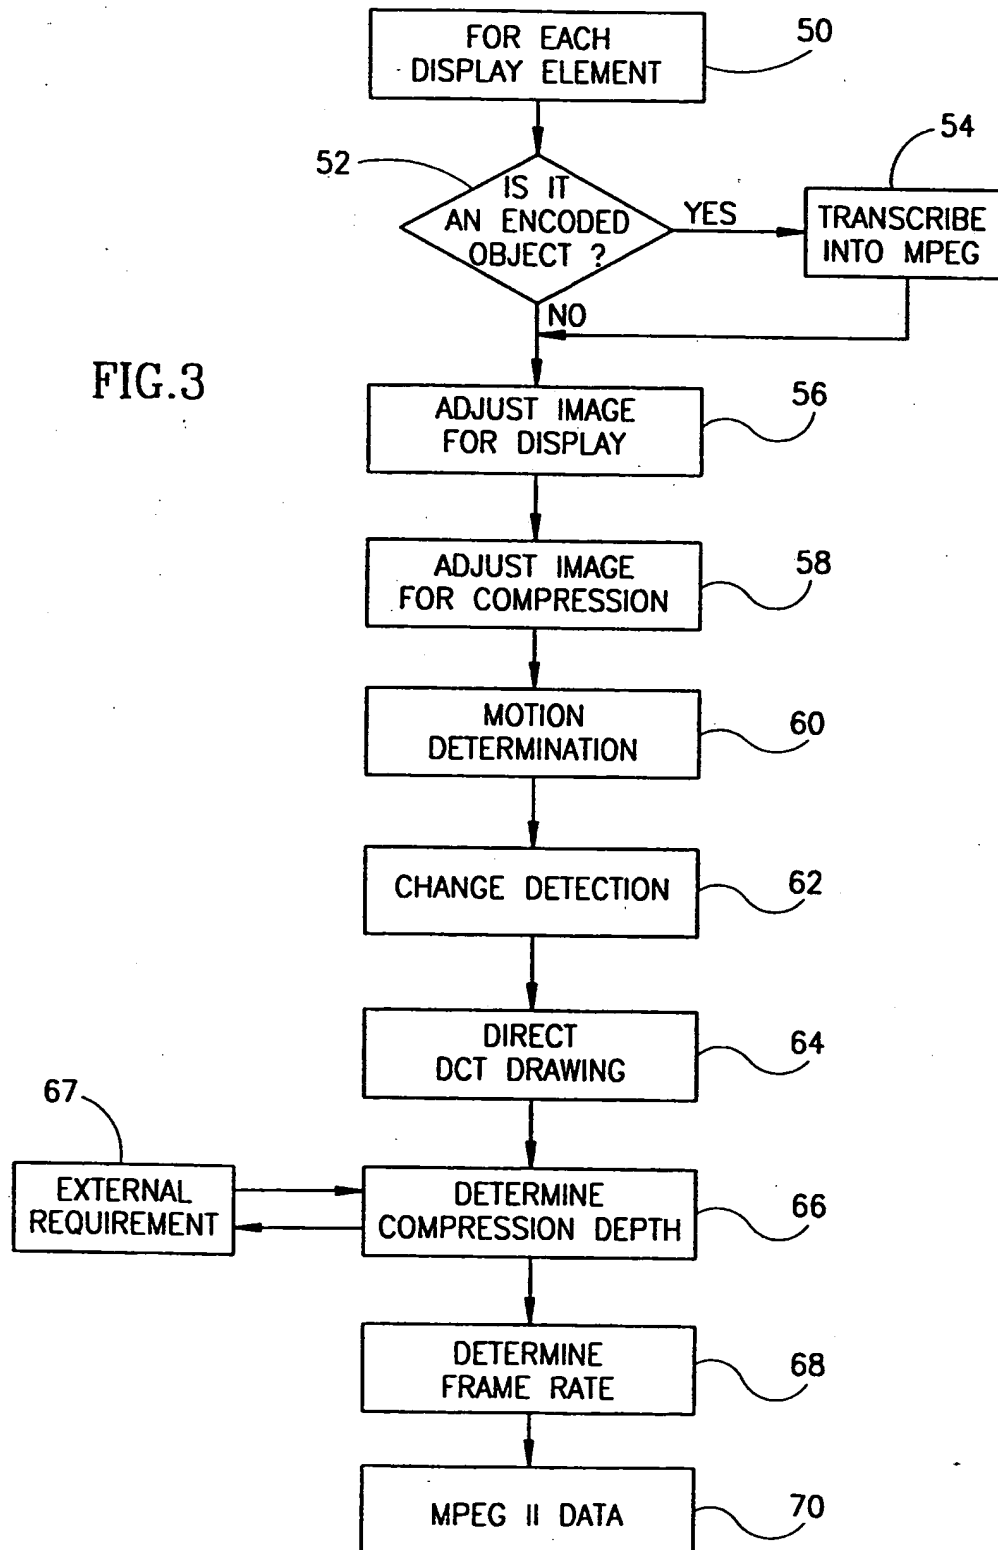 FOR EACH
DISPLAY ELEMENT
50
52
IS IT
AN ENCODED
OBJECT ?
YES
54
TRANSCRIBE
INTO MPEG
NO
FIG.3
ADJUST IMAGE
FOR DISPLAY
56
ADJUST IMAGE
FOR COMPRESSION
58
MOTION
DETERMINATION
60
CHANGE DETECTION
62
DIRECT
DCT DRAWING
64
67
EXTERNAL
REQUIREMENT
DETERMINE
COMPRESSION DEPTH
66
DETERMINE
FRAME RATE
68
MPEG II DATA
70